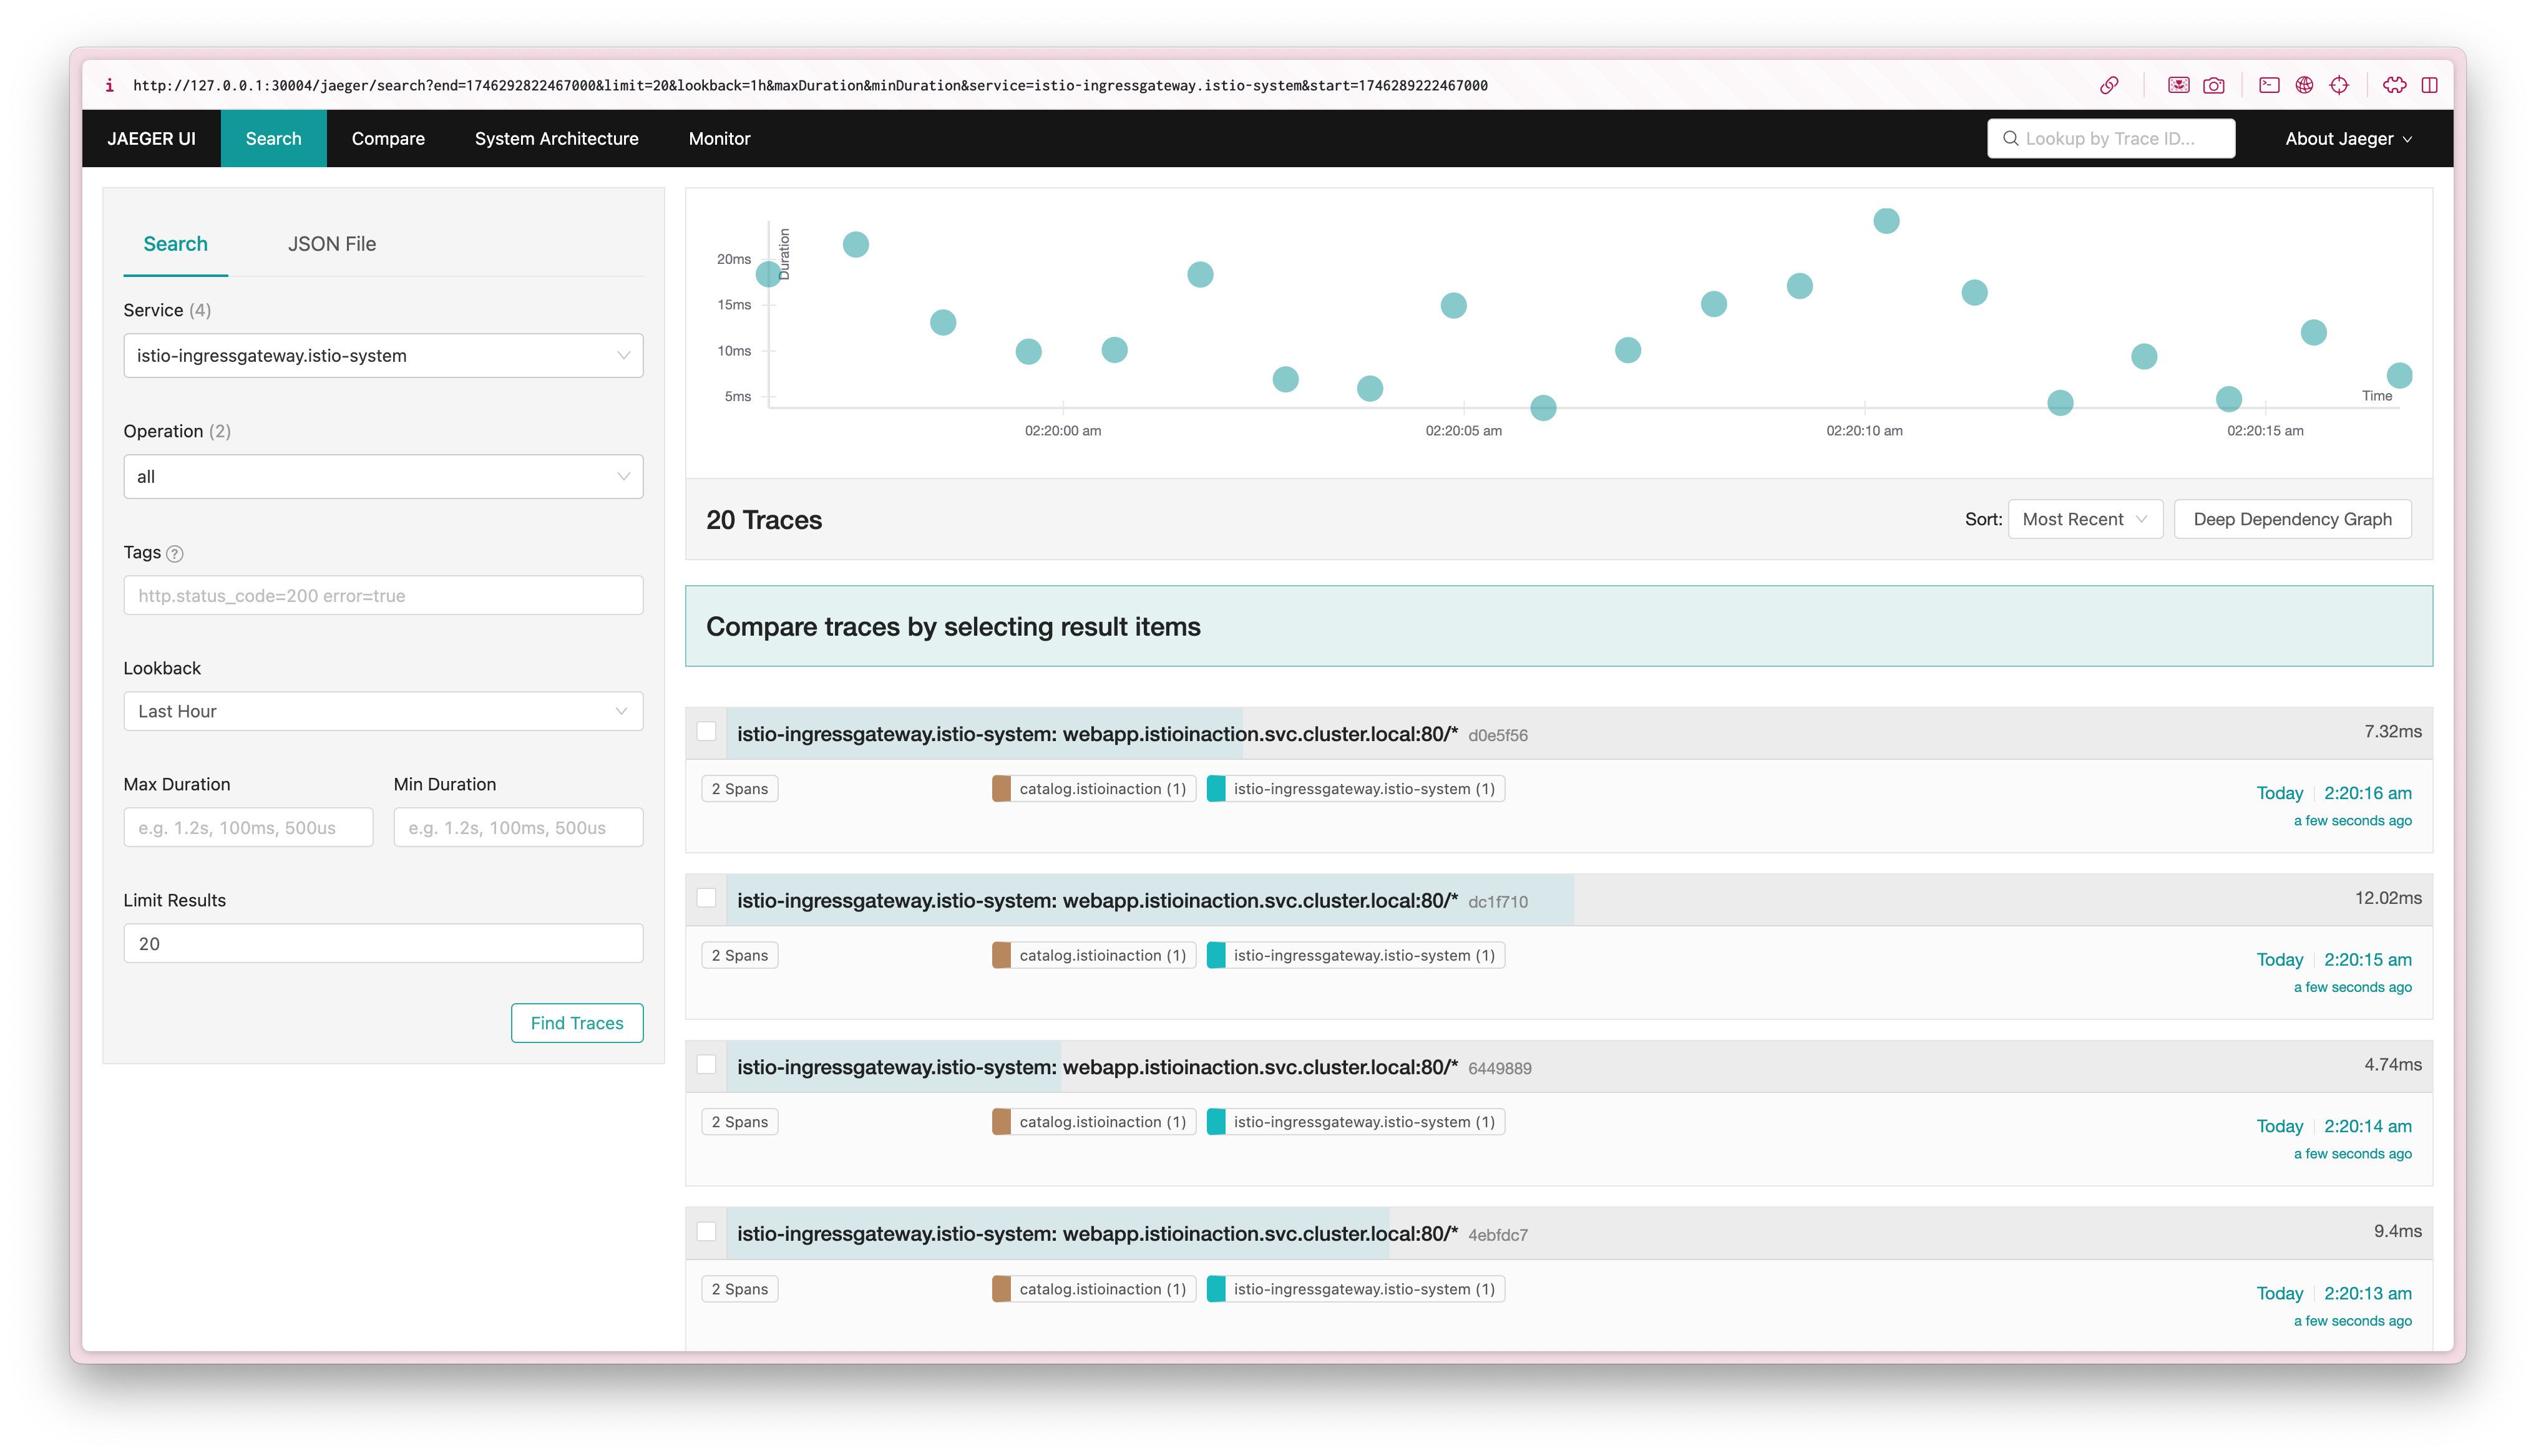 http://127.0.0.1:30004/jaeger/search?end=1746292822467000&limit=20&lookback=1h&maxDuration&minDuration&service=istio-ingressgateway.istio-system&start=1746289222467000
JAEGER UI Search Compare System Architecture Monitor Lookup by Trace ID... About Jaeger
Search JSON File
Service (4)
istio-ingressgateway.istio-system
Operation (2)
all
Tags ?
http.status_code=200 error=true
Lookback
Last Hour
Max Duration Min Duration
e.g. 1.2s, 100ms, 500us e.g. 1.2s, 100ms, 500us
Limit Results
20
Find Traces
Duration
20ms
15ms
10ms
5ms
Time
02:20:00 am 02:20:05 am 02:20:10 am 02:20:15 am
20 Traces Sort: Most Recent Deep Dependency Graph
Compare traces by selecting result items
istio-ingressgateway.istio-system: webapp.istioinaction.svc.cluster.local:80/* d0e5f56 7.32ms
2 Spans catalog.istioinaction (1) istio-ingressgateway.istio-system (1) Today 2:20:16 am
a few seconds ago
istio-ingressgateway.istio-system: webapp.istioinaction.svc.cluster.local:80/* dc1f710 12.02ms
2 Spans catalog.istioinaction (1) istio-ingressgateway.istio-system (1) Today 2:20:15 am
a few seconds ago
istio-ingressgateway.istio-system: webapp.istioinaction.svc.cluster.local:80/* 6449889 4.74ms
2 Spans catalog.istioinaction (1) istio-ingressgateway.istio-system (1) Today 2:20:14 am
a few seconds ago
istio-ingressgateway.istio-system: webapp.istioinaction.svc.cluster.local:80/* 4ebfdc7 9.4ms
2 Spans catalog.istioinaction (1) istio-ingressgateway.istio-system (1) Today 2:20:13 am
a few seconds ago